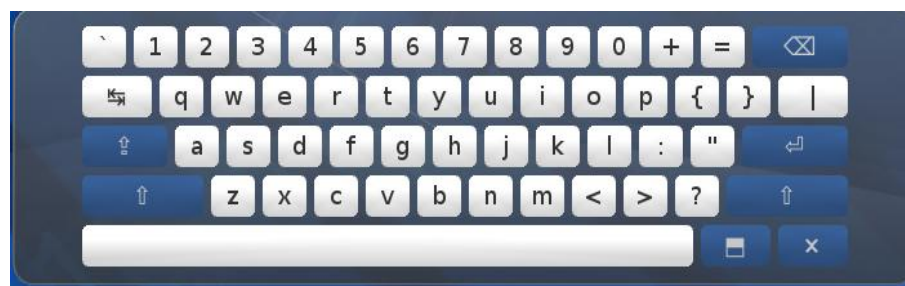 ` 1 2 3 4 5 6 7 8 9 0 + = ⌫
↹ q w e r t y u i o p { } |
⇪ a s d f g h j k l : " ⏎
⇧ z x c v b n m < > ? ⇧
⬒ ×